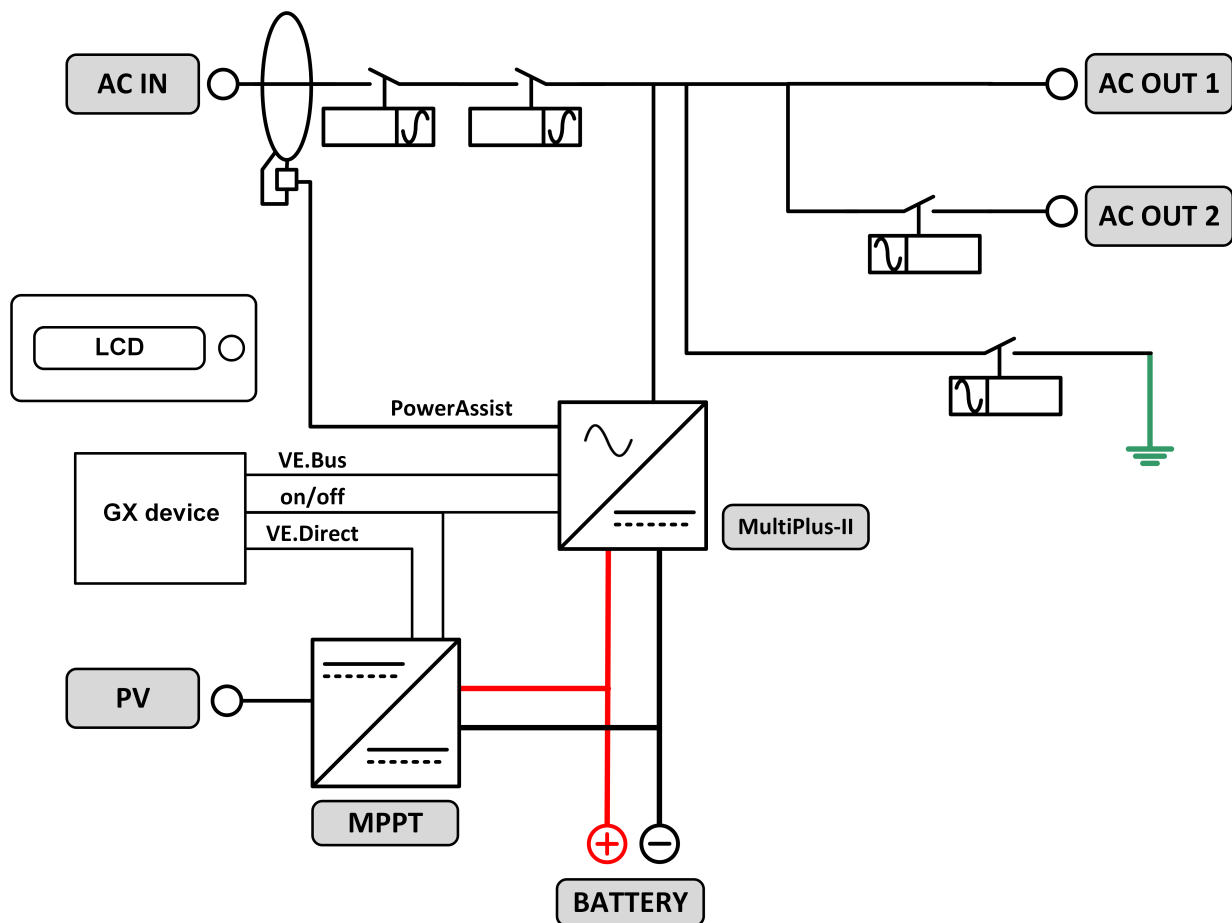 AC IN
AC OUT 1
AC OUT 2
LCD
PowerAssist
VE.Bus
on/off
GX device
VE.Direct
MultiPlus-II
PV
MPPT
BATTERY